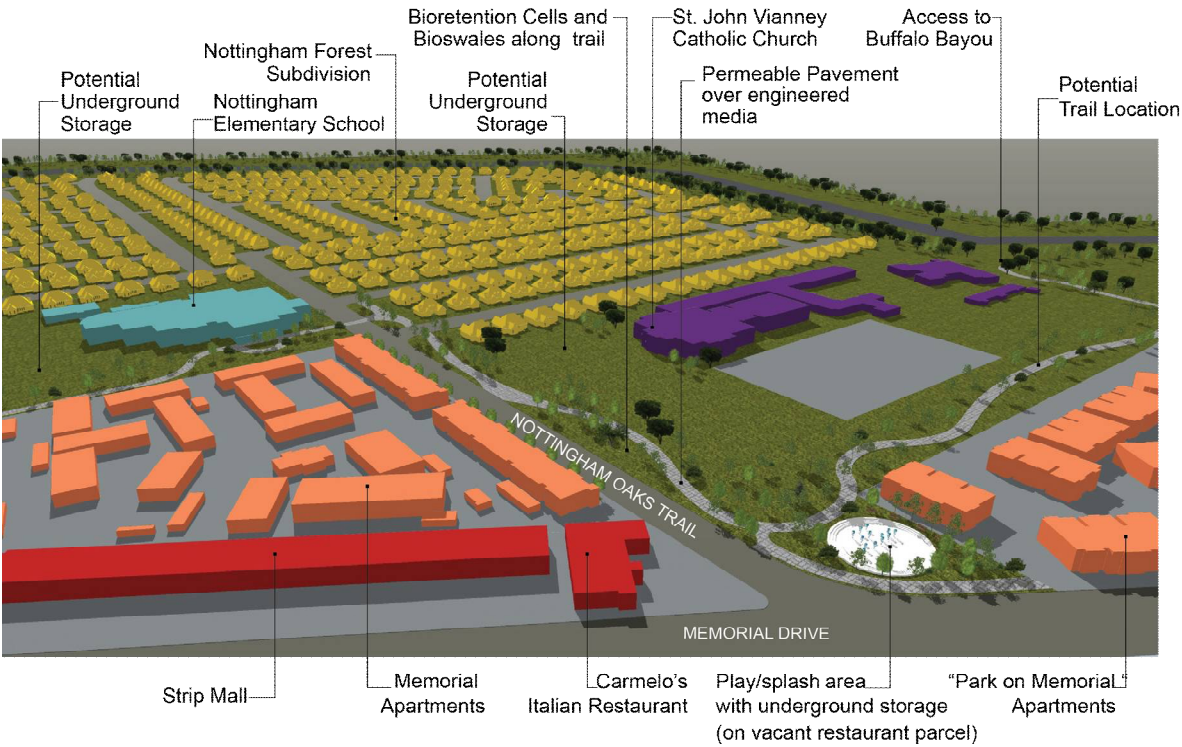 Bioretention Cells and
Bioswales along trail
St. John Vianney
Catholic Church
Access to
Buffalo Bayou
Nottingham Forest
Subdivision
Potential
Underground
Storage
Permeable Pavement
over engineered
media
Potential
Underground
Storage
Nottingham
Elementary School
Potential
Trail Location
NOTTINGHAM OAKS TRAIL
MEMORIAL DRIVE
Strip Mall
Memorial
Apartments
Carmelo's
Italian Restaurant
Play/splash area
with underground storage
(on vacant restaurant parcel)
"Park on MemoriaL"
Apartments